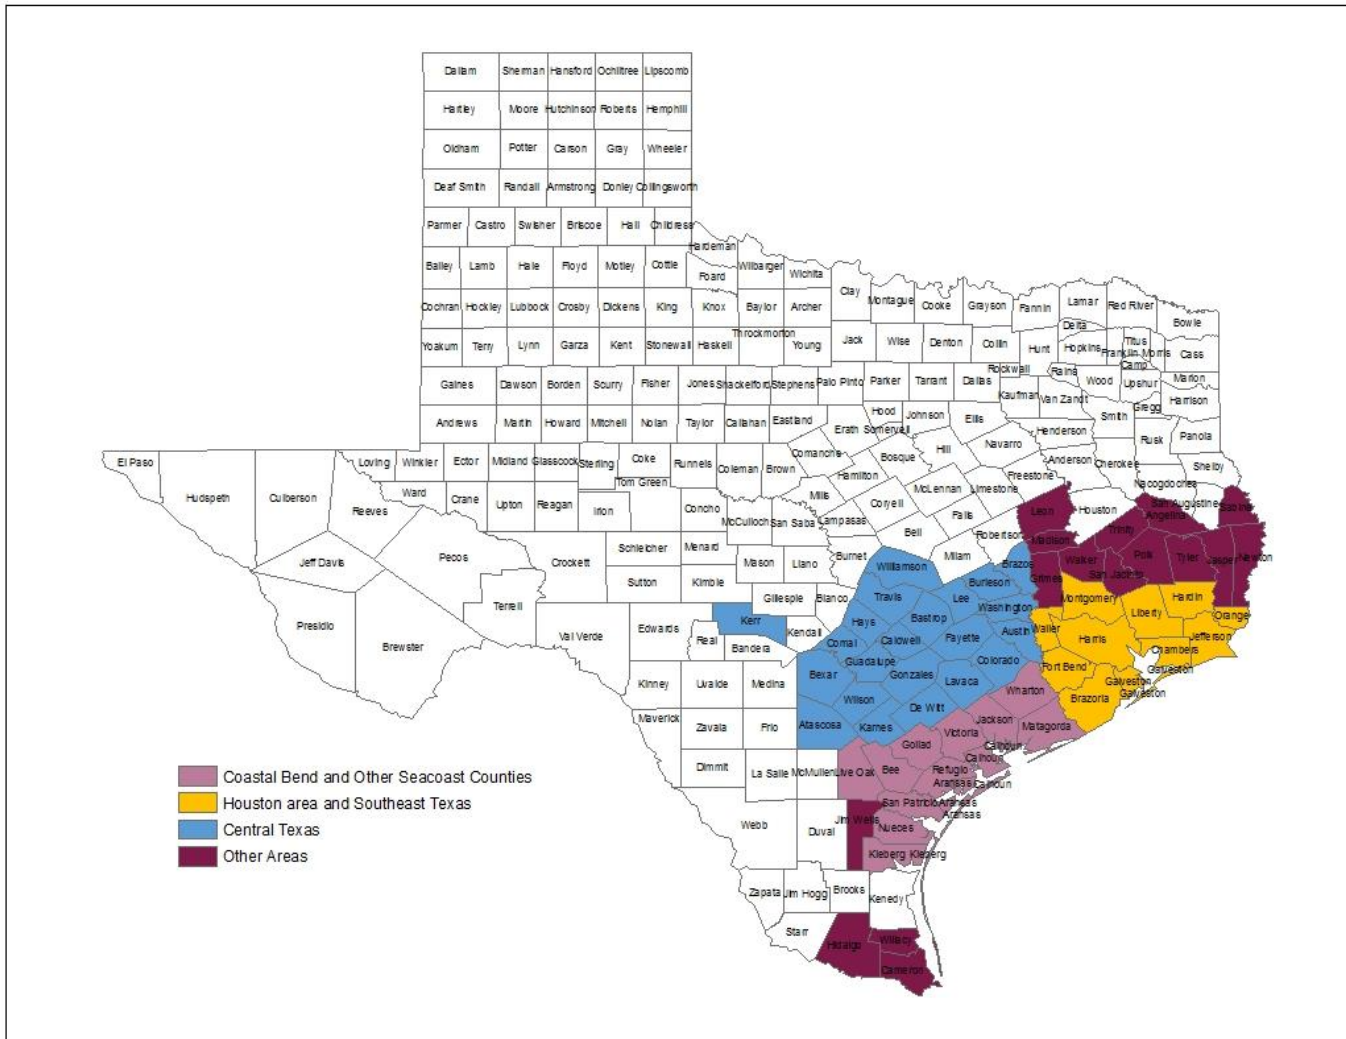 Dallam Sherman Hansford Ochiltree Lipscomb
Hartley Moore Hutchinson Roberts Hemphill
Oldham Potter Carson Gray Wheeler
Deaf Smith Randall Armstrong Donley Collingsworth
Parmer Castro Swisher Briscoe Hall Childress
Hardeman
Bailey Lamb Hale Floyd Motley Cottle Foard Wilbarger Wichita
Clay Montague Cooke Grayson Fannin Lamar Red River Bowie
Cochran Hockley Lubbock Crosby Dickens King Knox Baylor Archer
Delta Titus
Yoakum Terry Lynn Garza Kent Stonewall Haskell Throckmorton Young Jack Wise Denton Collin Hunt Hopkins Franklin Morris Cass
Rockwall Rains Camp
Gaines Dawson Borden Scurry Fisher Jones Shackelford Stephens Palo Pinto Parker Tarrant Dallas Kaufman Van Zandt Wood Upshur Marion
Gregg Harrison
Andrews Martin Howard Mitchell Nolan Taylor Callahan Eastland Erath Hood Somervell Johnson Ellis Henderson Smith Rusk Panola
El Paso Hudspeth Culberson Loving Winkler Ector Midland Glasscock Sterling Coke Runnels Coleman Brown Comanche Bosque Hill Navarro Anderson Cherokee Shelby
Reeves Ward Crane Upton Reagan Irion Tom Green Concho McCulloch San Saba Mills Hamilton Coryell McLennan Limestone Freestone Nacogdoches
Lampasas Bell Falls Leon Houston San Augustine Angelina Sabine
Jeff Davis Pecos Crockett Schleicher Menard Mason Llano Burnet Milam Robertson Madison Trinity
Sutton Kimble Williamson Brazos Grimes Walker San Jacinto Polk Tyler Jasper Newton
Presidio Brewster Terrell Val Verde Edwards Real Kerr Gillespie Blanco Kendall Travis Burleson Lee Washington Montgomery Liberty Hardin Orange
Bandera Hays Bastrop Comal Caldwell Fayette Austin Waller Harris Jefferson
Kinney Uvalde Medina Bexar Guadalupe Gonzales Colorado Fort Bend Chambers
Galveston
Galveston
Galveston
Maverick Zavala Frio Atascosa Wilson Karnes De Witt Lavaca Wharton Brazoria
Goliad Victoria Jackson Matagorda
Calhoun
Calhoun
Calhoun
Dimmit La Salle McMullen Live Oak Bee Refugio
Aransas
Aransas
Aransas
San Patricio
Webb Duval Jim Wells Nueces
Kleberg Kleberg
Zapata Jim Hogg Brooks Kenedy
Starr Hidalgo Willacy
Cameron
Coastal Bend and Other Seacoast Counties
Houston area and Southeast Texas
Central Texas
Other Areas